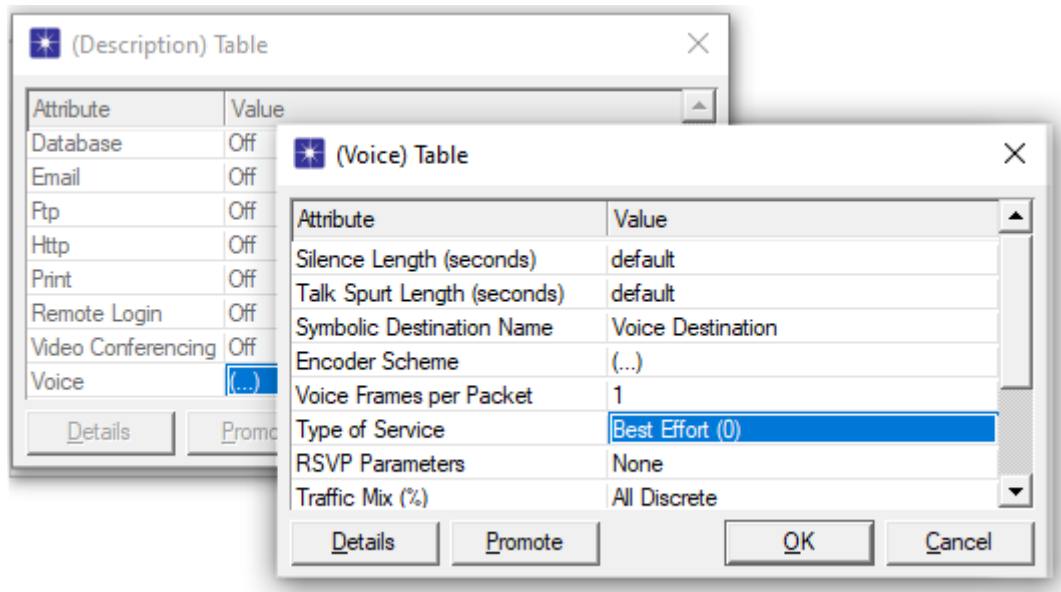 (Description) Table
Attribute Value
Database Off
Email Off
Ftp Off
Http Off
Print Off
Remote Login Off
Video Conferencing Off
Voice (...)
Details Promo
(Voice) Table
Attribute Value
Silence Length (seconds) default
Talk Spurt Length (seconds) default
Symbolic Destination Name Voice Destination
Encoder Scheme (...)
Voice Frames per Packet 1
Type of Service Best Effort (0)
RSVP Parameters None
Traffic Mix (%) All Discrete
Details Promote OK Cancel